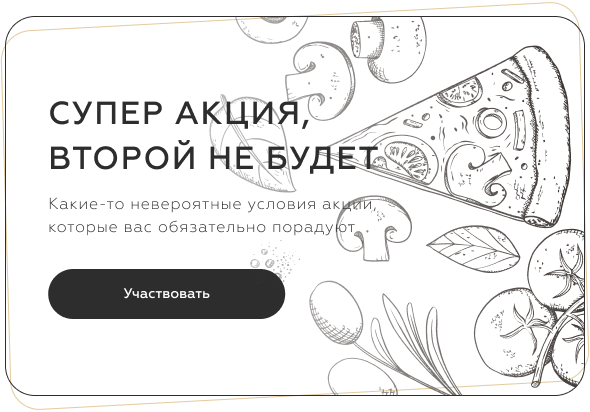 СУПЕР АКЦИЯ,
ВТОРОЙ НЕ БУДЕТ
Какие-то невероятные условия акции,
которые вас обязательно порадуют
Участвовать